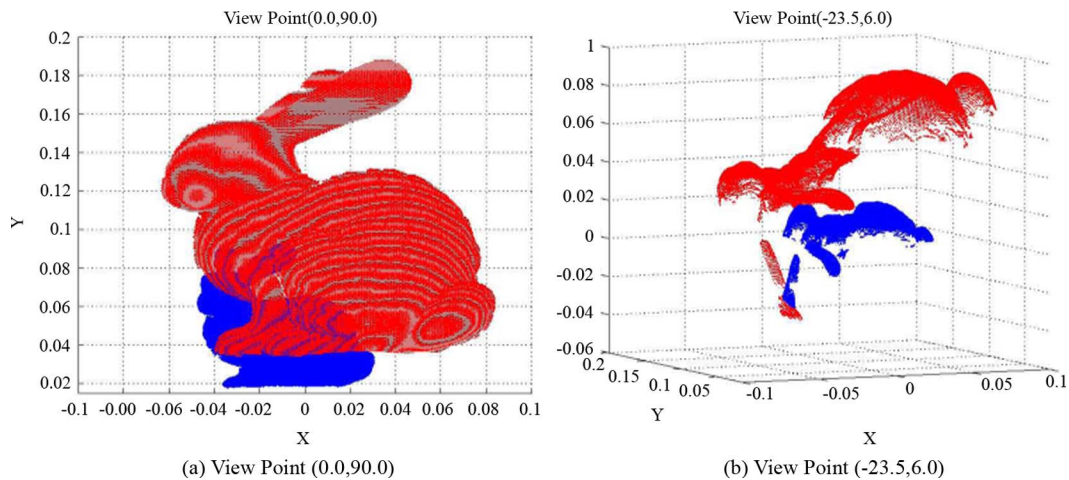 View Point(0.0,90.0)
0.2
0.18
0.16
0.14
0.12
0.1
0.08
0.06
0.04
0.02
Y
-0.1 -0.00 -0.04 -0.04 -0.02 0 0.02 0.04 0.06 0.08 0.1
X
(a) View Point (0.0,90.0)
View Point(-23.5,6.0)
1
0.08
0.06
0.04
0.02
0
-0.02
-0.04
-0.06
0.2
0.15
0.1
0.05
Y
-0.1 -0.05 0 0.05 0.1
X
(b) View Point (-23.5,6.0)